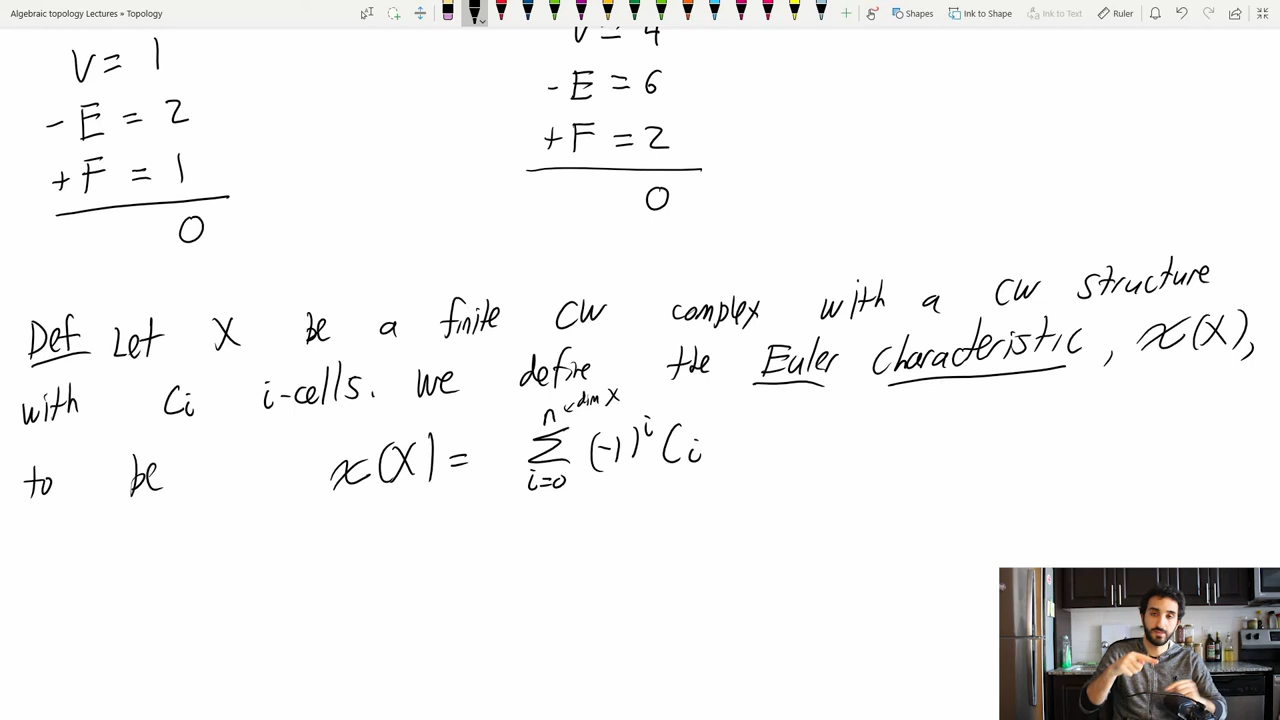 Algebraic topology Lectures » Topology
Shapes Ink to Shape Ink to Text Ruler
V = 1
- E = 2
+ F = 1
0
V = 4
- E = 6
+ F = 2
0
Def Let X be a finite CW complex with a CW structure
with Ci i-cells. We define the Euler characteristic, χ(X),
to be χ(X) = n ← dim X Σ i=0 (-1)^i Ci